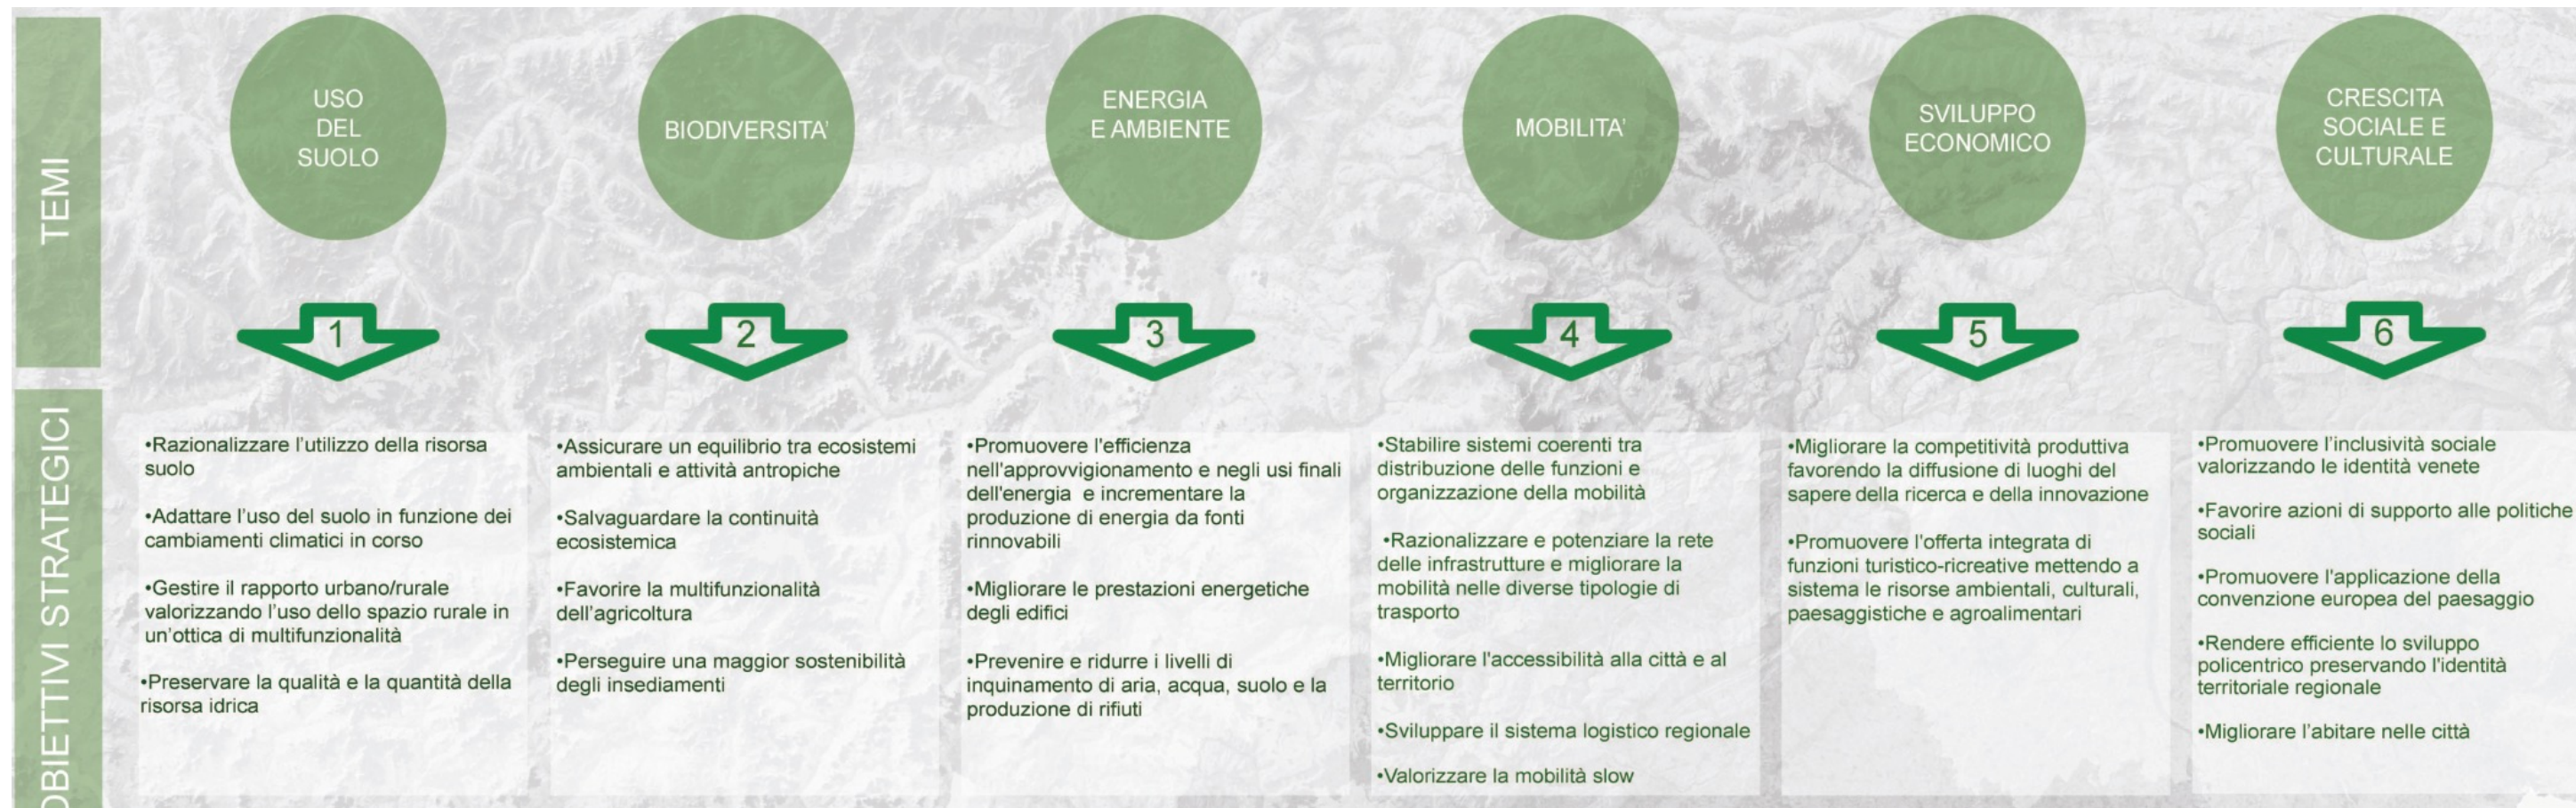 TEMI
USO
DEL
SUOLO
BIODIVERSITA'
ENERGIA
E AMBIENTE
MOBILITA'
SVILUPPO
ECONOMICO
CRESCITA
SOCIALE E
CULTURALE
1
2
3
4
5
6
OBIETTIVI STRATEGICI
•Razionalizzare l'utilizzo della risorsa
suolo
•Adattare l'uso del suolo in funzione dei
cambiamenti climatici in corso
•Gestire il rapporto urbano/rurale
valorizzando l'uso dello spazio rurale in
un'ottica di multifunzionalità
•Preservare la qualità e la quantità della
risorsa idrica
•Assicurare un equilibrio tra ecosistemi
ambientali e attività antropiche
•Salvaguardare la continuità
ecosistemica
•Favorire la multifunzionalità
dell'agricoltura
•Perseguire una maggior sostenibilità
degli insediamenti
•Promuovere l'efficienza
nell'approvvigionamento e negli usi finali
dell'energia e incrementare la
produzione di energia da fonti
rinnovabili
•Migliorare le prestazioni energetiche
degli edifici
•Prevenire e ridurre i livelli di
inquinamento di aria, acqua, suolo e la
produzione di rifiuti
•Stabilire sistemi coerenti tra
distribuzione delle funzioni e
organizzazione della mobilità
•Razionalizzare e potenziare la rete
delle infrastrutture e migliorare la
mobilità nelle diverse tipologie di
trasporto
•Migliorare l'accessibilità alla città e al
territorio
•Sviluppare il sistema logistico regionale
•Valorizzare la mobilità slow
•Migliorare la competitività produttiva
favorendo la diffusione di luoghi del
sapere della ricerca e della innovazione
•Promuovere l'offerta integrata di
funzioni turistico-ricreative mettendo a
sistema le risorse ambientali, culturali,
paesaggistiche e agroalimentari
•Promuovere l'inclusività sociale
valorizzando le identità venete
•Favorire azioni di supporto alle politiche
sociali
•Promuovere l'applicazione della
convenzione europea del paesaggio
•Rendere efficiente lo sviluppo
policentrico preservando l'identità
territoriale regionale
•Migliorare l'abitare nelle città